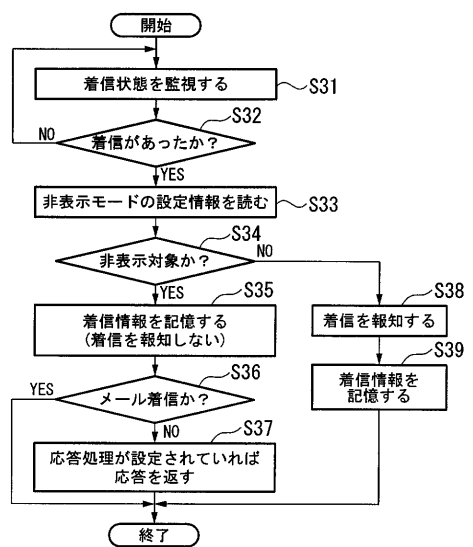 開始
着信状態を監視する
S31
着信があったか？
S32
NO
YES
非表示モードの設定情報を読む
S33
非表示対象か？
S34
NO
YES
着信情報を記憶する
(着信を報知しない)
S35
着信を報知する
S38
着信情報を
記憶する
S39
メール着信か？
S36
YES
NO
応答処理が設定されていれば
応答を返す
S37
終了